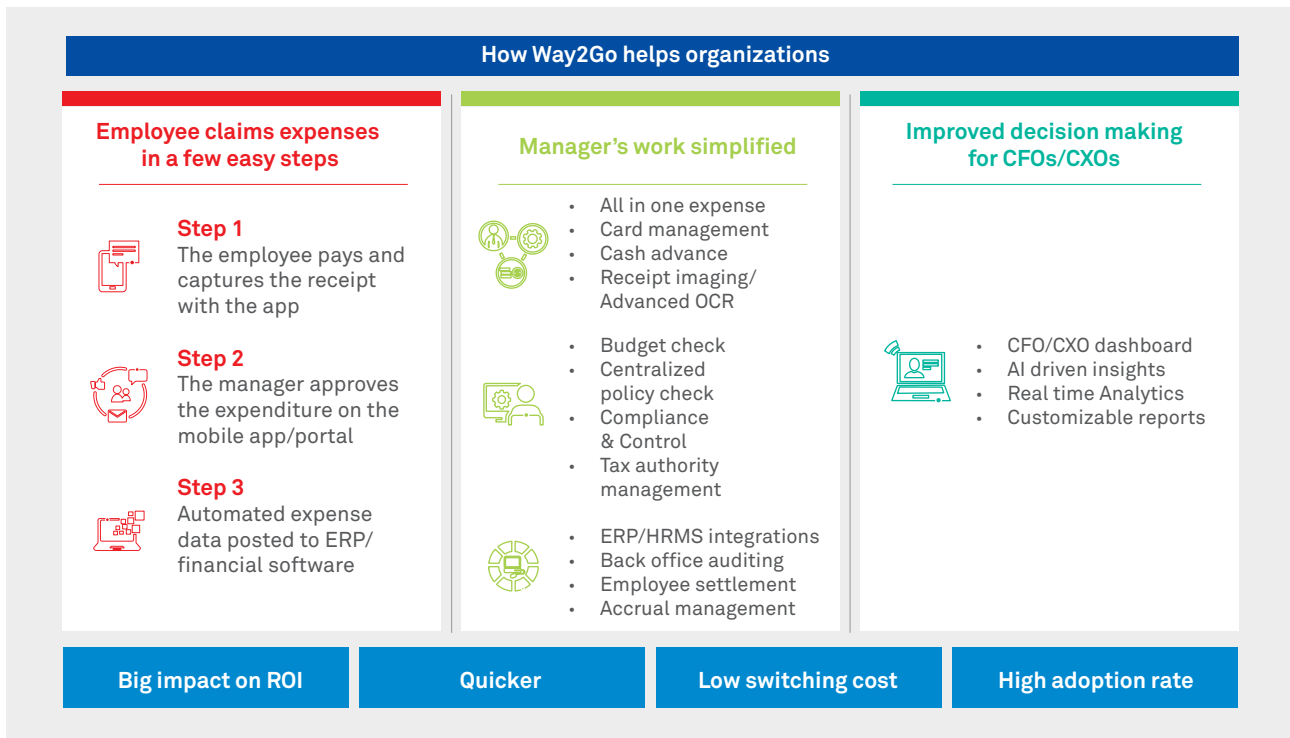 How Way2Go helps organizations
Employee claims expenses
in a few easy steps
Step 1
The employee pays and
captures the receipt
with the app
Step 2
The manager approves
the expenditure on the
mobile app/portal
Step 3
Automated expense
data posted to ERP/
financial software
Manager's work simplified
• All in one expense
• Card management
• Cash advance
• Receipt imaging/
Advanced OCR
• Budget check
• Centralized
policy check
• Compliance
& Control
• Tax authority
management
• ERP/HRMS integrations
• Back office auditing
• Employee settlement
• Accrual management
Improved decision making
for CFOs/CXOs
• CFO/CXO dashboard
• AI driven insights
• Real time Analytics
• Customizable reports
Big impact on ROI
Quicker
Low switching cost
High adoption rate